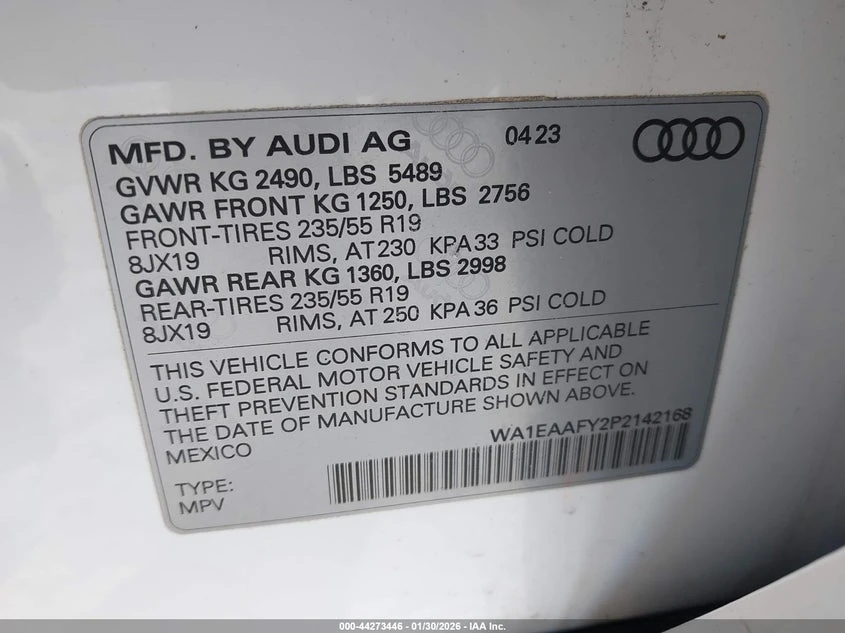 MFD. BY AUDI AG 04 23
GVWR KG 2490, LBS 5489
GAWR FRONT KG 1250, LBS 2756
FRONT-TIRES 235/55 R19
8JX19 RIMS, AT 230 KPA 33 PSI COLD
GAWR REAR KG 1360, LBS 2998
REAR-TIRES 235/55 R19
8JX19 RIMS, AT 250 KPA 36 PSI COLD
THIS VEHICLE CONFORMS TO ALL APPLICABLE
U.S. FEDERAL MOTOR VEHICLE SAFETY AND
THEFT PREVENTION STANDARDS IN EFFECT ON
THE DATE OF MANUFACTURE SHOWN ABOVE.
MEXICO
WA1EAAFY2P2142168
TYPE:
MPV
000-44273446 - 01/30/2026 - IAA Inc.